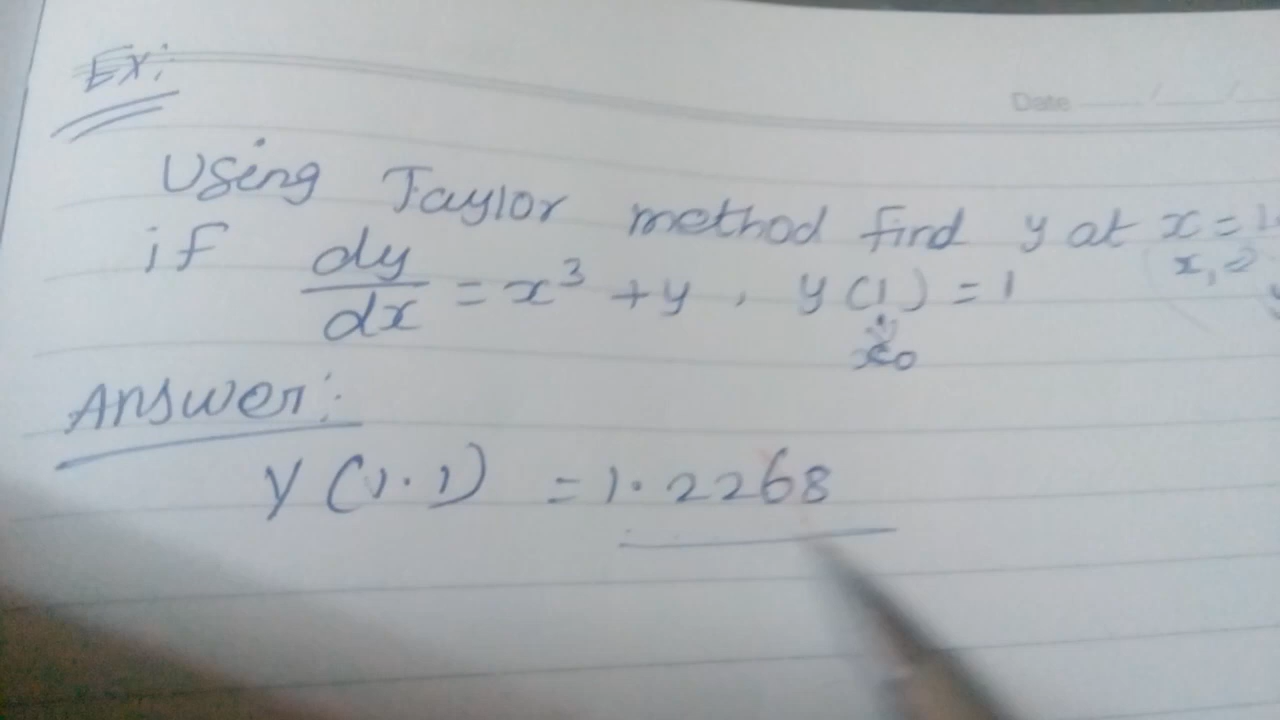 Ex:
Date
Using Taylor method find y at x = 1
if dy/dx = x³ + y, y(1) = 1
x₁ =
x₀
Answer:
y(1.1) = 1.2268